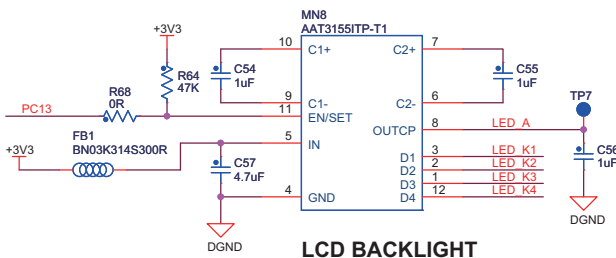 MN8
AAT3155ITP-T1
+3V3
10 C1+ C2+ 7
C54
1uF
C55
1uF
R64
47K
R68
0R
9 C1- C2- 6
PC13
11 EN/SET
TP7
OUTCP 8 LED_A
FB1
BN03K314S300R
5 IN
+3V3
C57
4.7uF
C56
1uF
D1 3 LED_K1
D2 2 LED_K2
D3 1 LED_K3
D4 12 LED_K4
4 GND
DGND
DGND
LCD BACKLIGHT